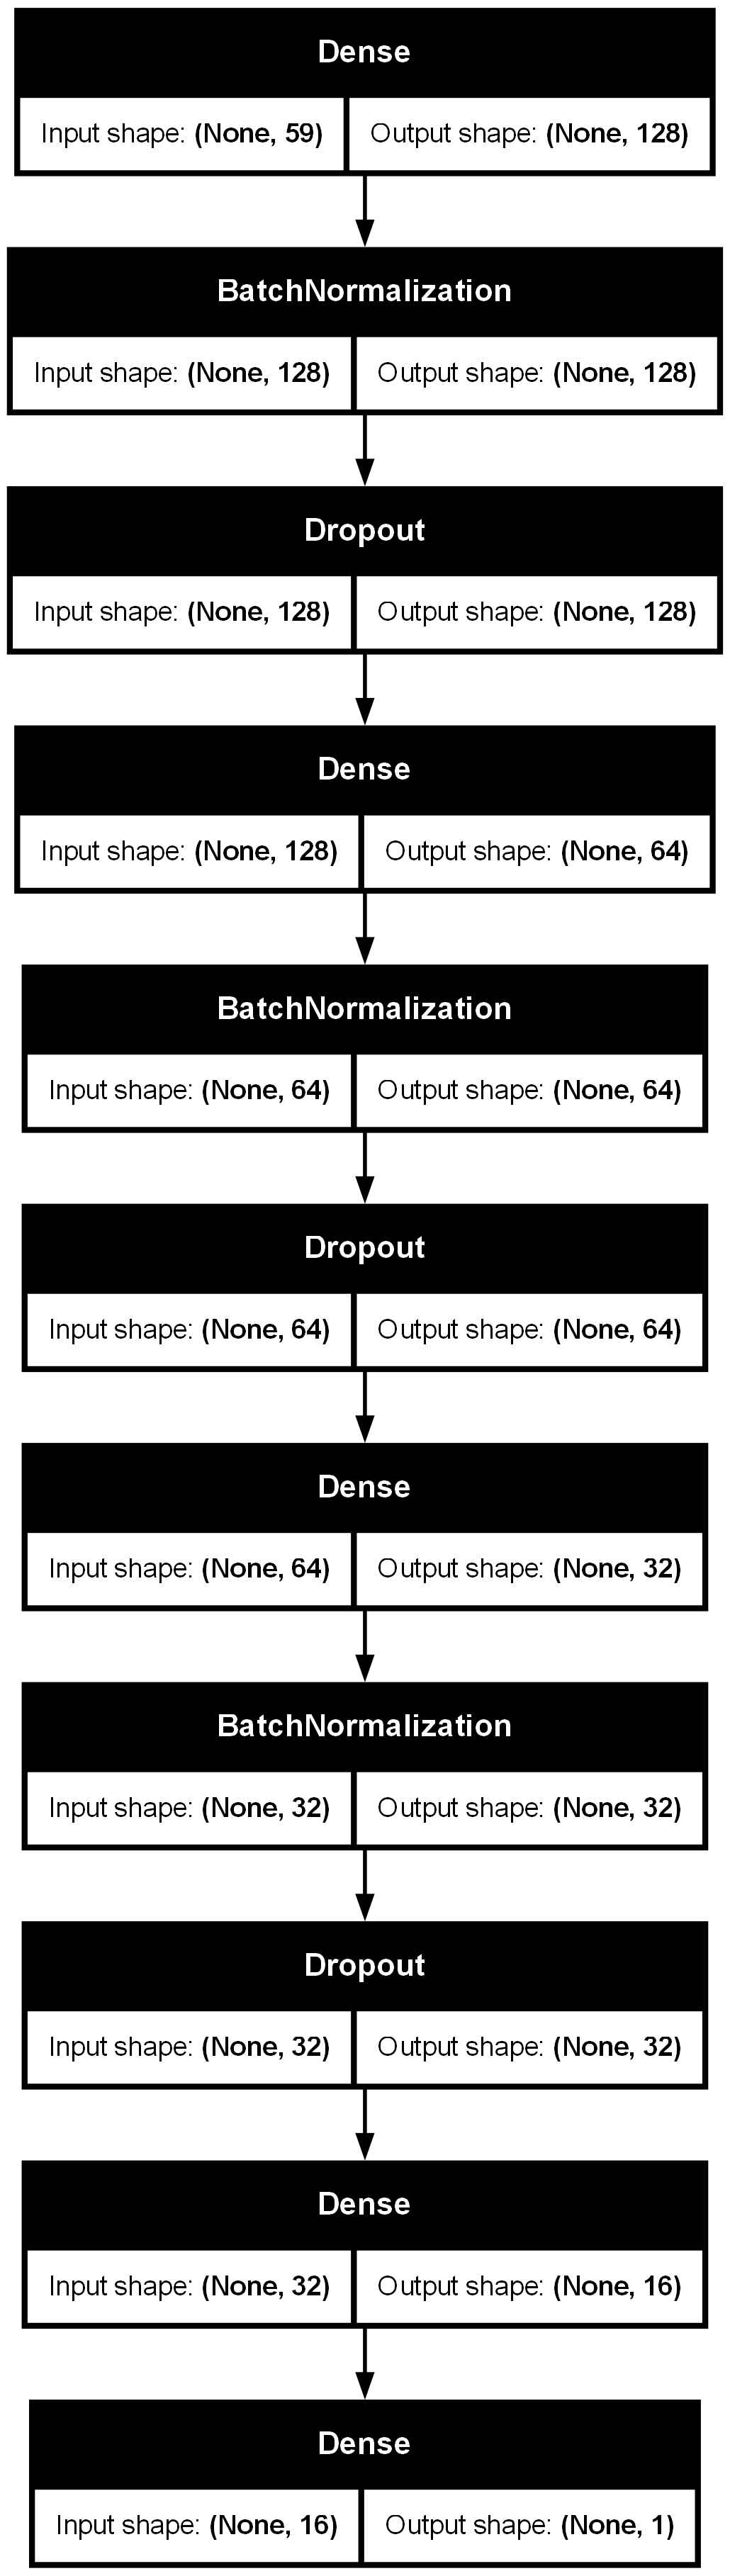 Dense
Input shape: (None, 59) Output shape: (None, 128)
BatchNormalization
Input shape: (None, 128) Output shape: (None, 128)
Dropout
Input shape: (None, 128) Output shape: (None, 128)
Dense
Input shape: (None, 128) Output shape: (None, 64)
BatchNormalization
Input shape: (None, 64) Output shape: (None, 64)
Dropout
Input shape: (None, 64) Output shape: (None, 64)
Dense
Input shape: (None, 64) Output shape: (None, 32)
BatchNormalization
Input shape: (None, 32) Output shape: (None, 32)
Dropout
Input shape: (None, 32) Output shape: (None, 32)
Dense
Input shape: (None, 32) Output shape: (None, 16)
Dense
Input shape: (None, 16) Output shape: (None, 1)